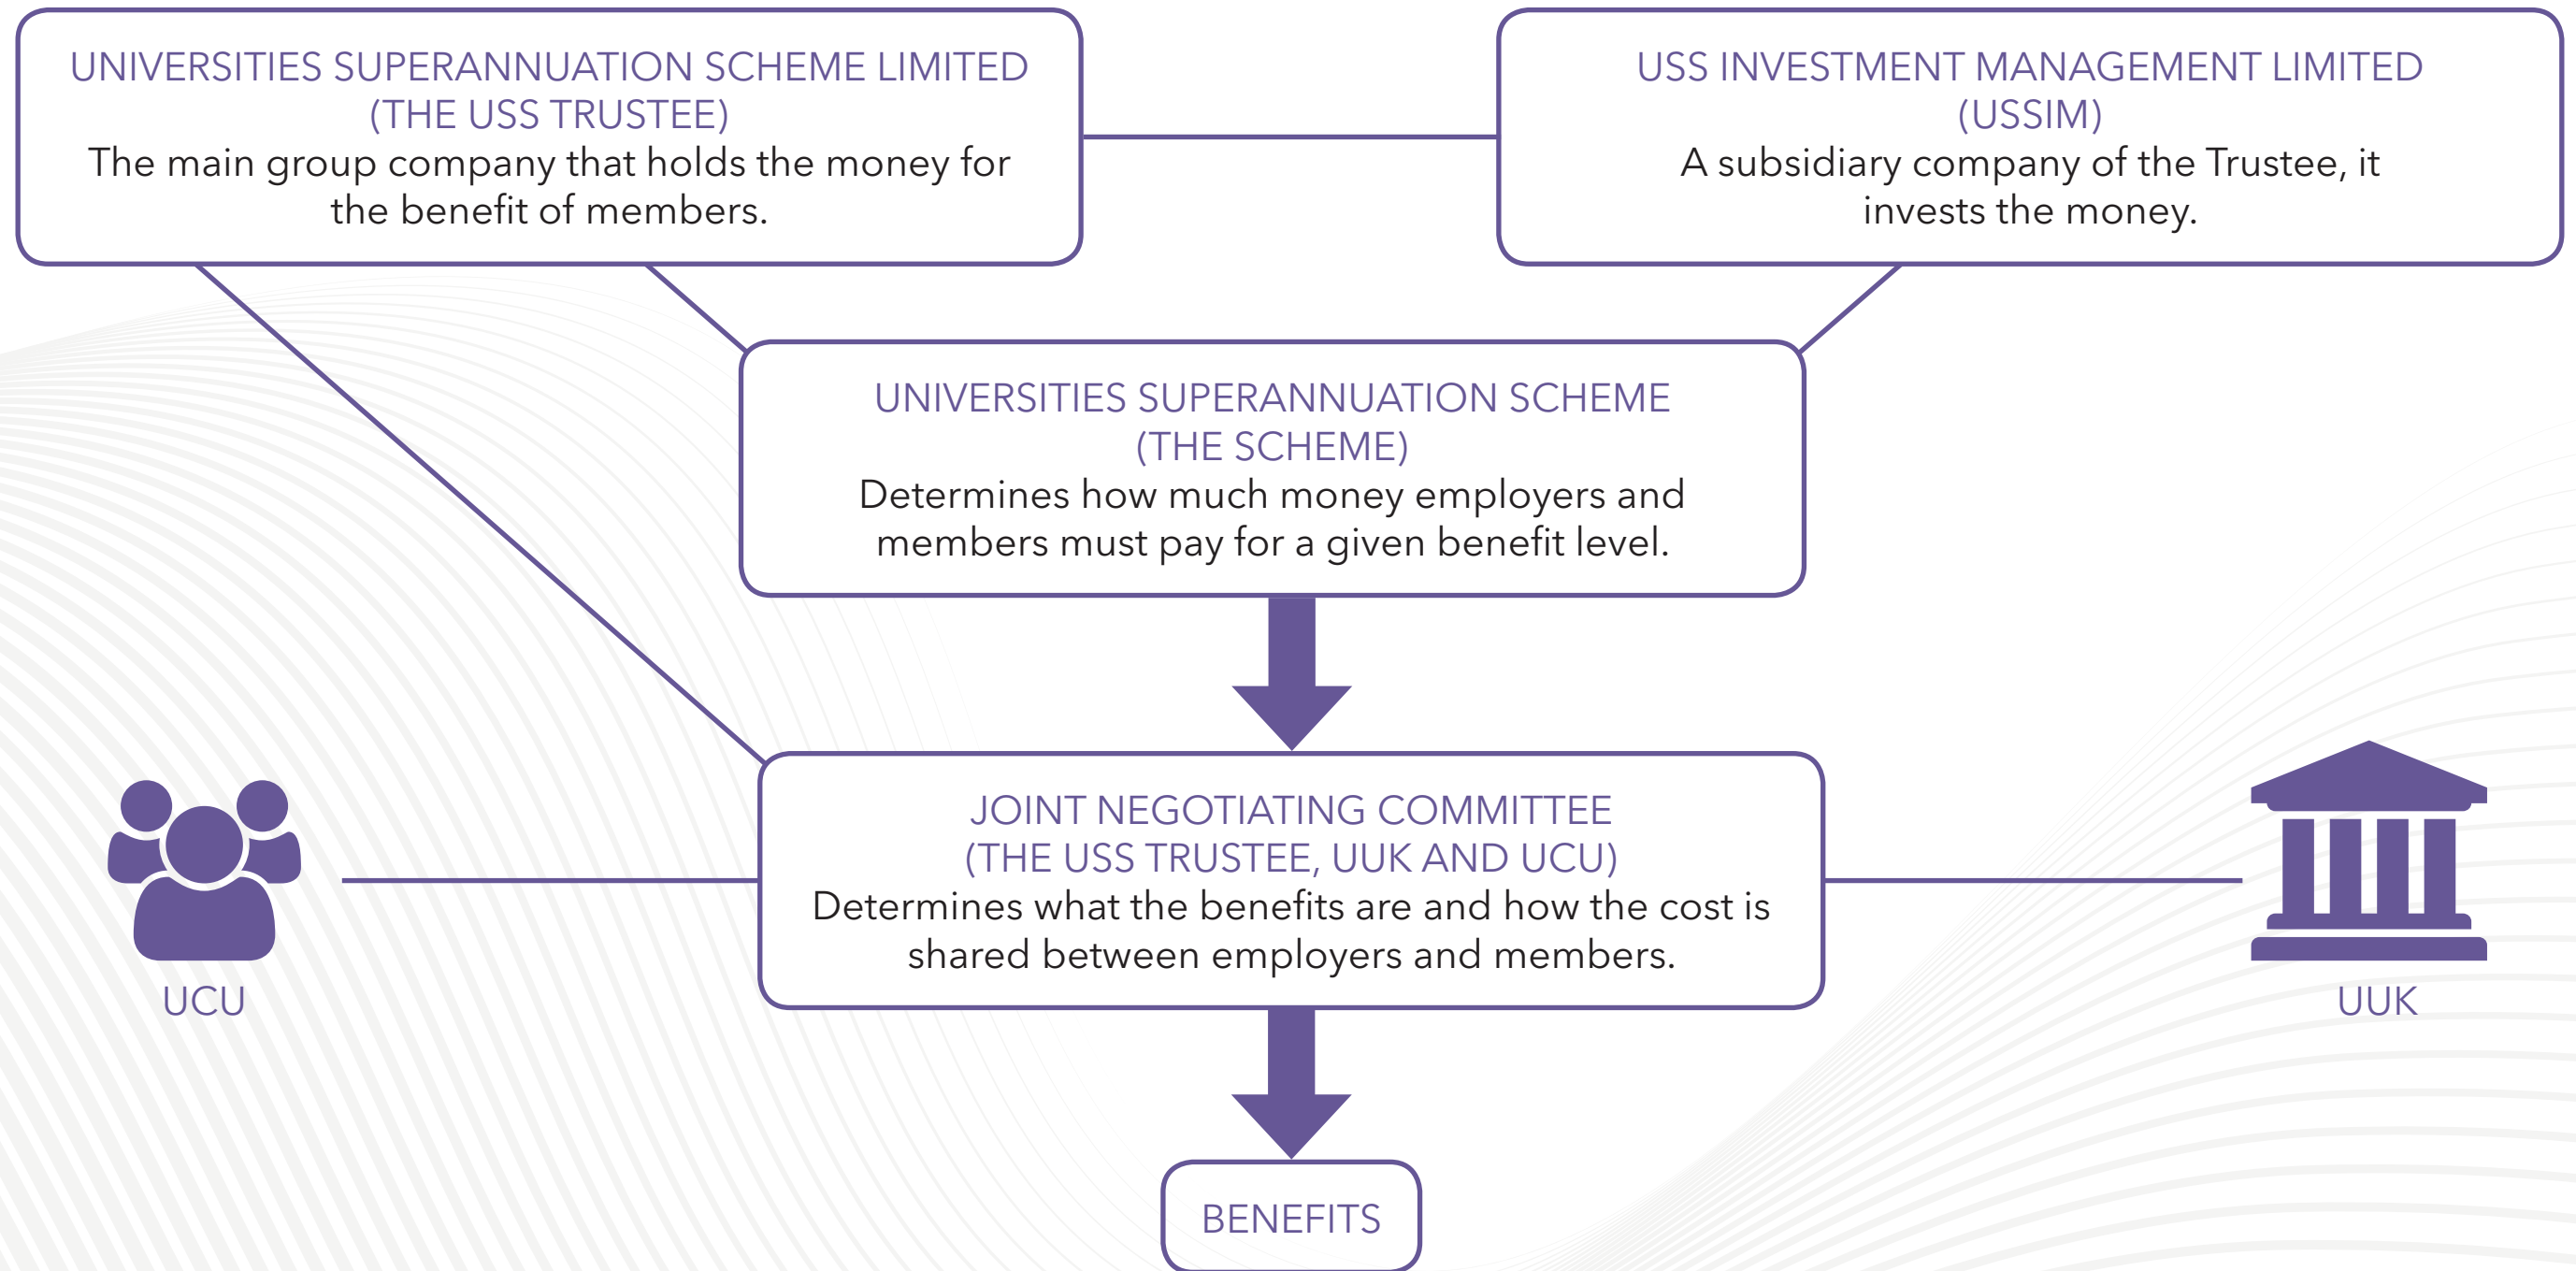 UNIVERSITIES SUPERANNUATION SCHEME LIMITED
(THE USS TRUSTEE)
The main group company that holds the money for
the benefit of members.
USS INVESTMENT MANAGEMENT LIMITED
(USSIM)
A subsidiary company of the Trustee, it
invests the money.
UNIVERSITIES SUPERANNUATION SCHEME
(THE SCHEME)
Determines how much money employers and
members must pay for a given benefit level.
JOINT NEGOTIATING COMMITTEE
(THE USS TRUSTEE, UUK AND UCU)
Determines what the benefits are and how the cost is
shared between employers and members.
UCU
UUK
BENEFITS